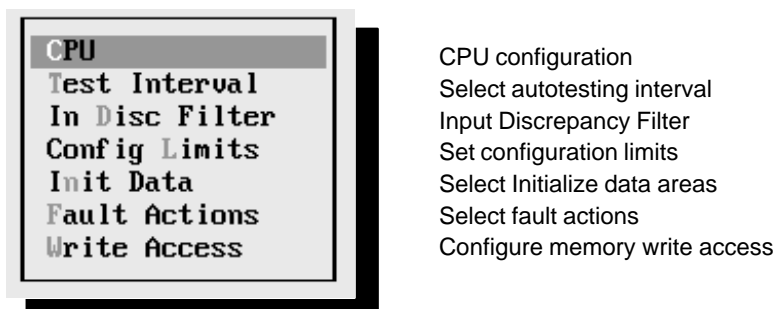 CPU CPU configuration
Test Interval Select autotesting interval
In Disc Filter Input Discrepancy Filter
Config Limits Set configuration limits
Init Data Select Initialize data areas
Fault Actions Select fault actions
Write Access Configure memory write access